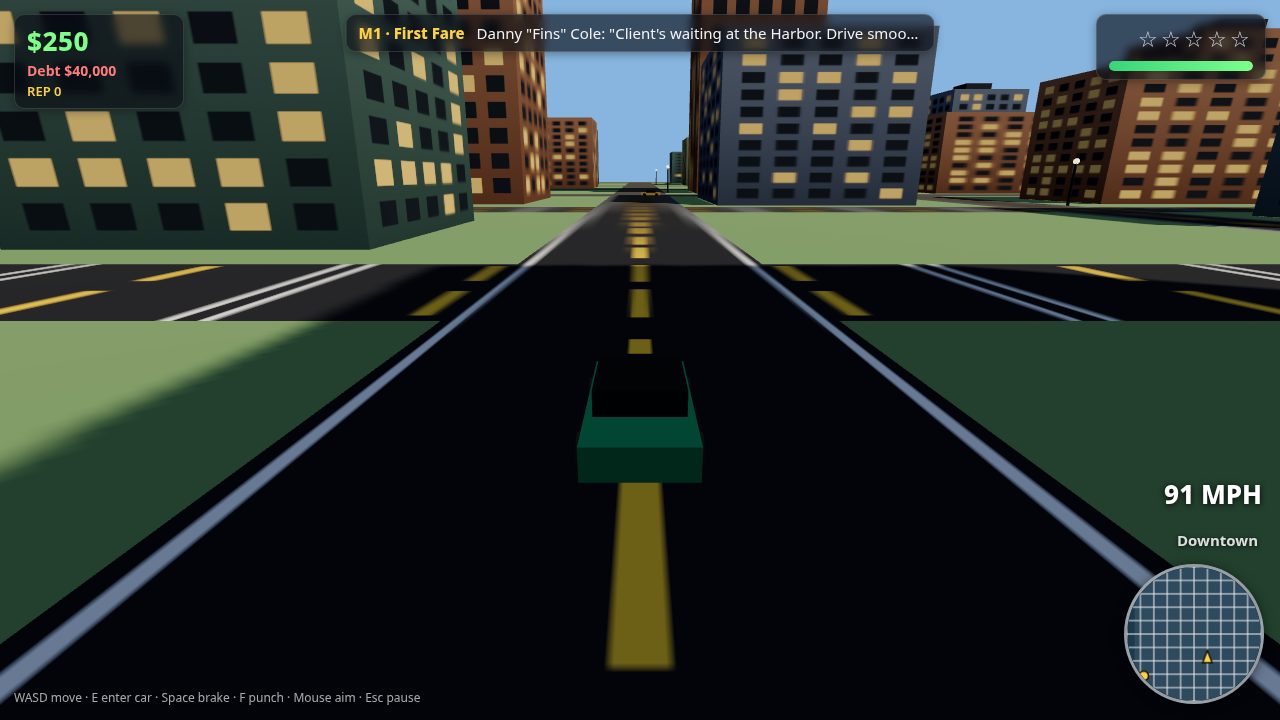 $250
Debt $40,000
REP 0
M1 · First Fare Danny "Fins" Cole: "Client's waiting at the Harbor. Drive smoo...
☆☆☆☆☆
91 MPH
Downtown
WASD move · E enter car · Space brake · F punch · Mouse aim · Esc pause